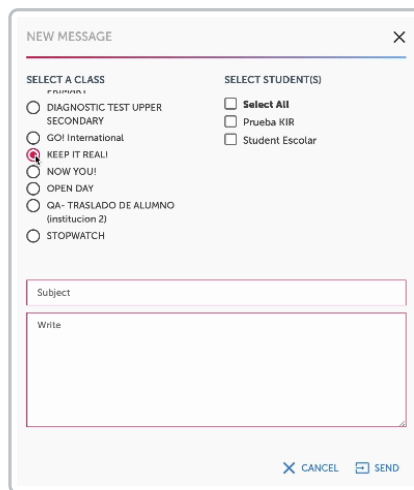 NEW MESSAGE
SELECT A CLASS
PRIMARY
DIAGNOSTIC TEST UPPER
SECONDARY
GO! International
KEEP IT REAL!
NOW YOU!
OPEN DAY
QA- TRASLADO DE ALUMNO
(institucion 2)
STOPWATCH
SELECT STUDENT(S)
Select All
Prueba KIR
Student Escolar
Subject
Write
CANCEL
SEND